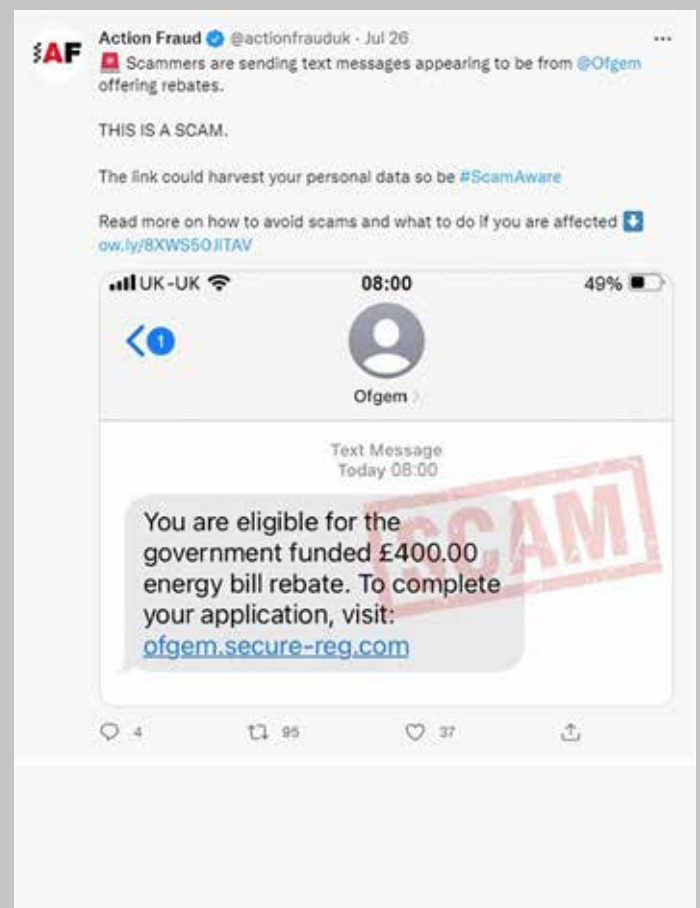 AF
Action Fraud @actionfrauduk · Jul 26
Scammers are sending text messages appearing to be from @Ofgem
offering rebates.
THIS IS A SCAM.
The link could harvest your personal data so be #ScamAware
Read more on how to avoid scams and what to do if you are affected
ow.ly/8XWS50JITAV
UK-UK 08:00 49%
1
Ofgem
Text Message
Today 08:00
SCAM
You are eligible for the
government funded £400.00
energy bill rebate. To complete
your application, visit:
ofgem.secure-reg.com
4 95 37